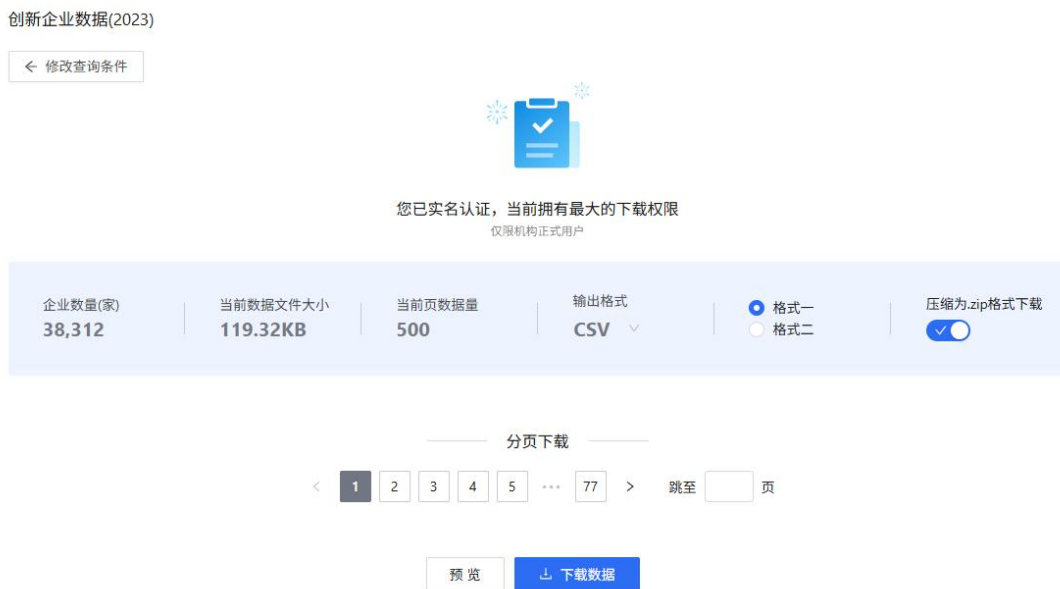 创新企业数据(2023)
← 修改查询条件
您已实名认证，当前拥有最大的下载权限
仅限机构正式用户
企业数量(家)
38,312
当前数据文件大小
119.32KB
当前页数据量
500
输出格式
CSV
格式一
格式二
压缩为.zip格式下载
分页下载
< 1 2 3 4 5 ··· 77 > 跳至 页
预 览
下载数据